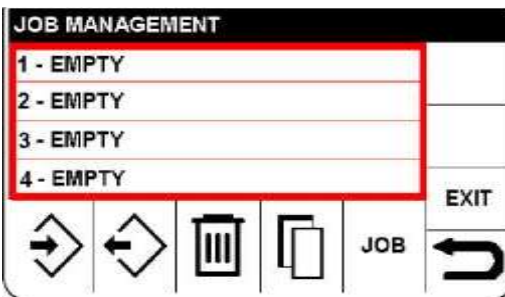 JOB MANAGEMENT
1 - EMPTY
2 - EMPTY
3 - EMPTY
4 - EMPTY
EXIT
JOB